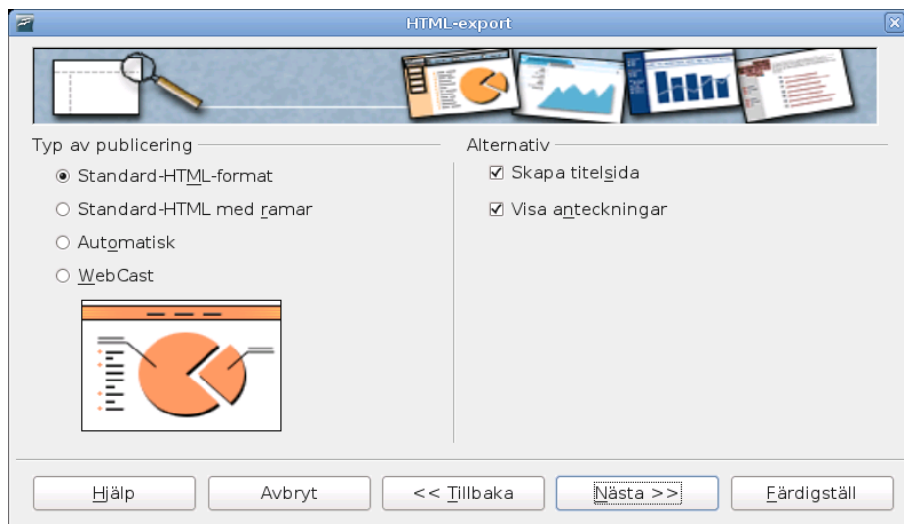 HTML-export
Typ av publicering
Standard-HTML-format
Standard-HTML med ramar
Automatisk
WebCast
Alternativ
Skapa titelsida
Visa anteckningar
Hjälp
Avbryt
<< Tillbaka
Nästa >>
Färdigställ